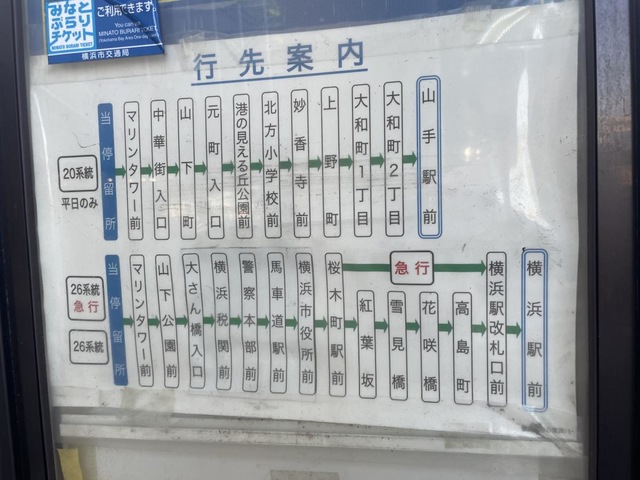 みなとぶらりチケット
MINATO BURARI TICKET
ご利用できます。
You can use
MINATO BURARI TICKET
横浜市交通局
行先案内
20系統
平日のみ
当停留所
マリンタワー前
中華街入口
山下町
元町入口
港の見える丘公園前
北方小学校前
妙香寺前
上野町
大和町1丁目
大和町2丁目
山手駅前
26系統
急行
26系統
当停留所
マリンタワー前
山下公園前
大さん橋入口
横浜税関前
警察本部前
馬車道駅前
横浜市役所前
桜木町駅前
急行
紅葉坂
雪見橋
花咲橋
高島町
横浜駅改札口前
横浜駅前